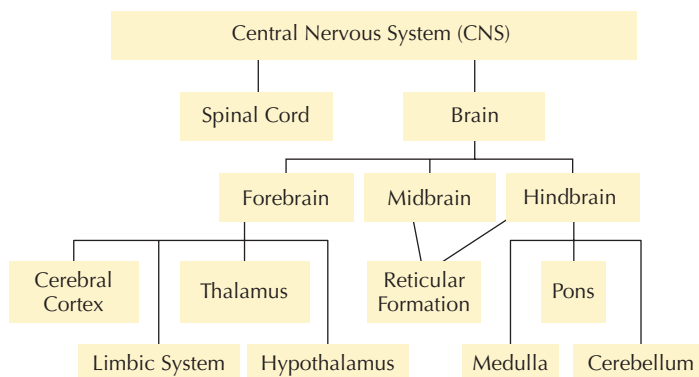 Central Nervous System (CNS)
Spinal Cord
Brain
Forebrain
Midbrain
Hindbrain
Cerebral
Cortex
Thalamus
Reticular
Formation
Pons
Limbic System
Hypothalamus
Medulla
Cerebellum